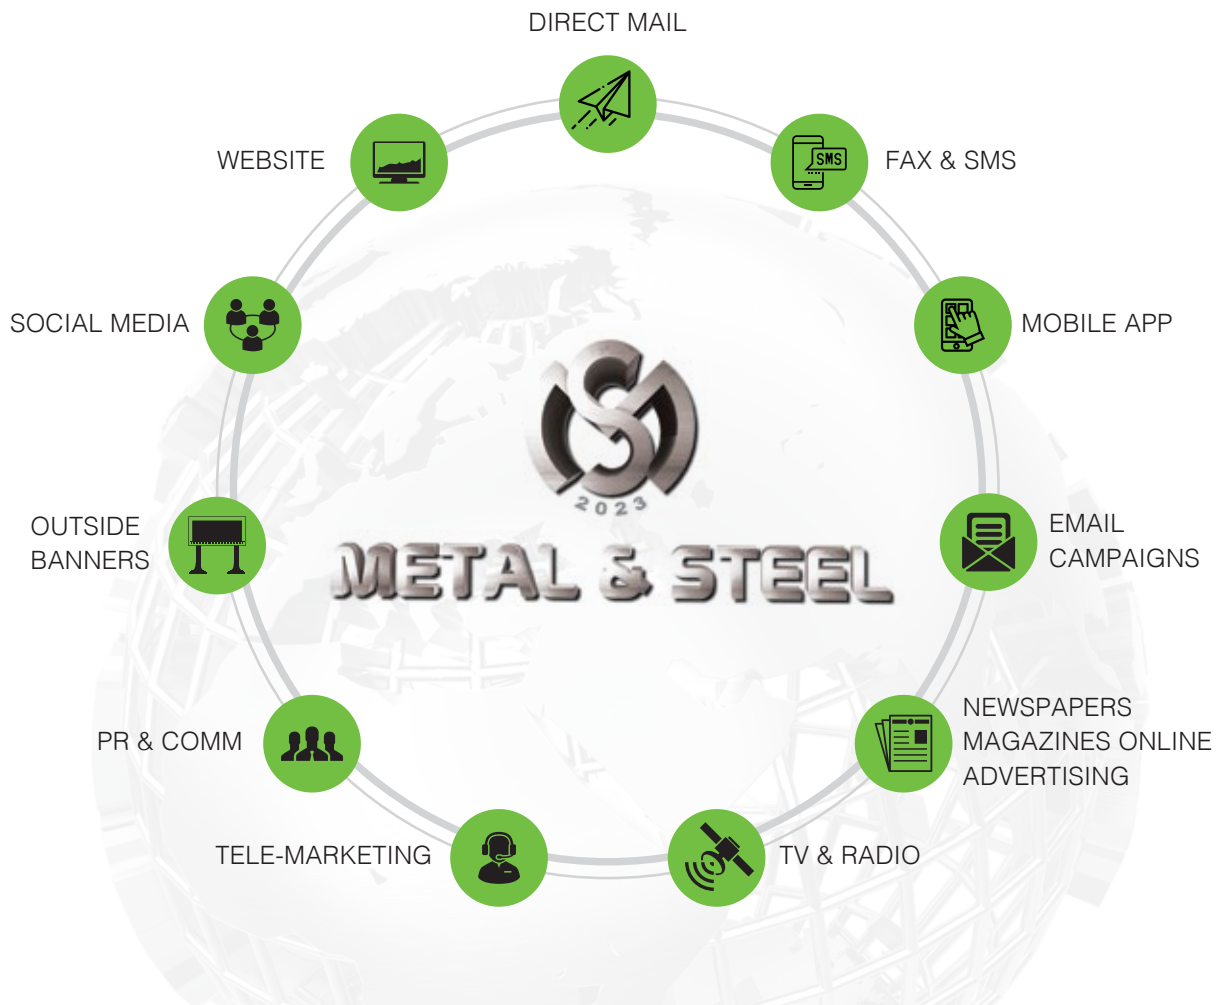 DIRECT MAIL
WEBSITE
SMS
FAX & SMS
SOCIAL MEDIA
MOBILE APP
SM
2023
METAL & STEEL
OUTSIDE
BANNERS
EMAIL
CAMPAIGNS
PR & COMM
NEWSPAPERS
MAGAZINES ONLINE
ADVERTISING
TELE-MARKETING
TV & RADIO